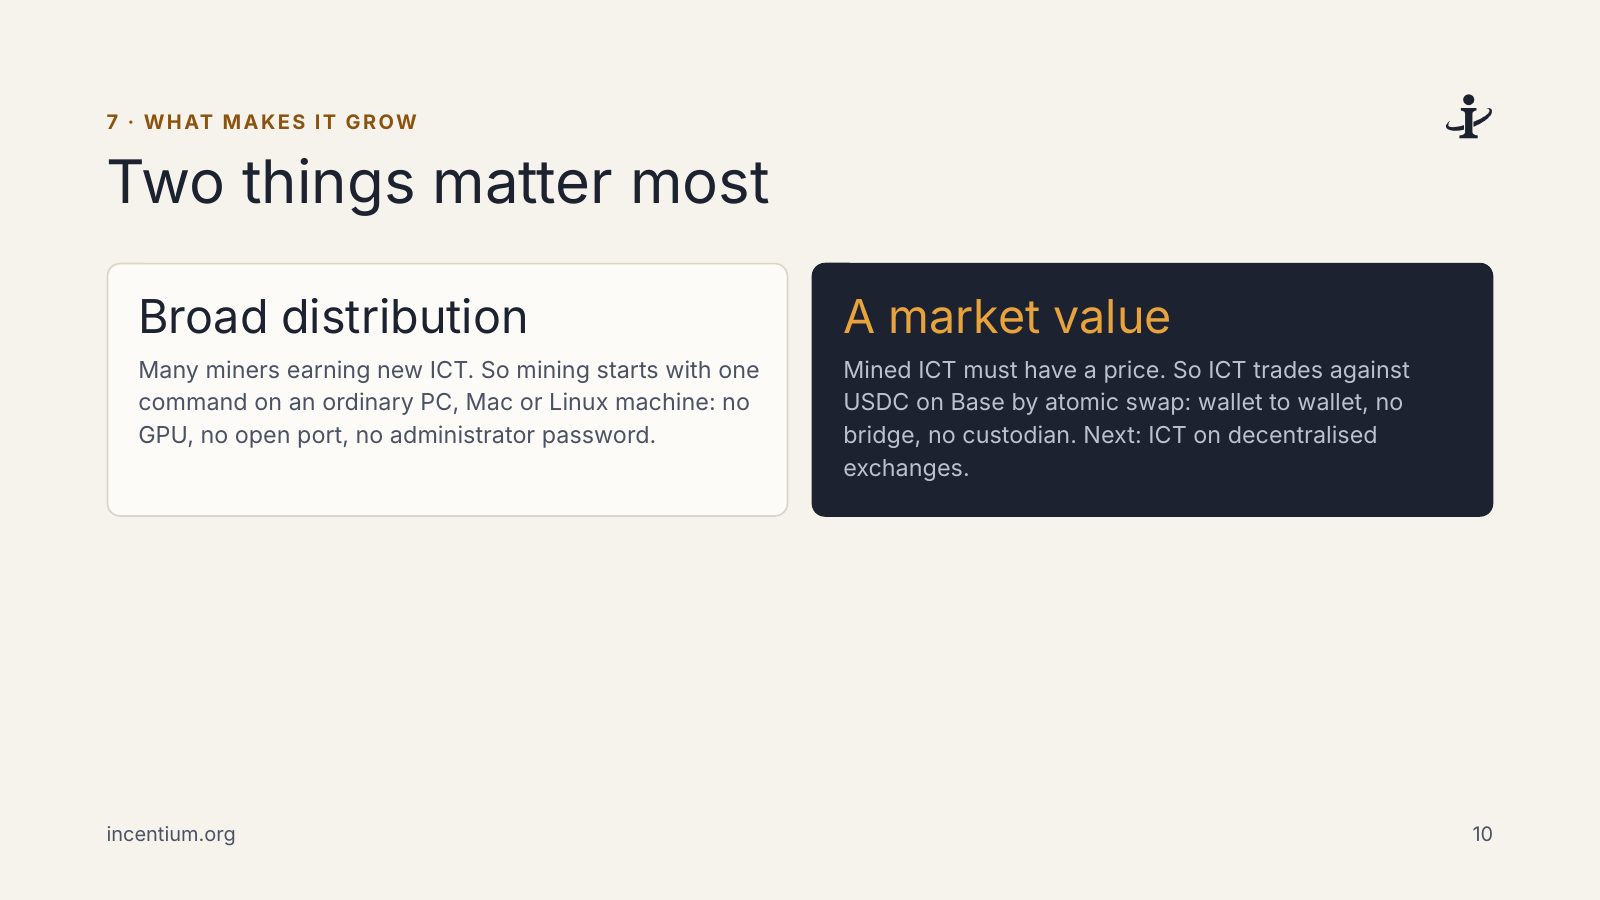 7 · WHAT MAKES IT GROW
Two things matter most
Broad distribution
Many miners earning new ICT. So mining starts with one
command on an ordinary PC, Mac or Linux machine: no
GPU, no open port, no administrator password.
A market value
Mined ICT must have a price. So ICT trades against
USDC on Base by atomic swap: wallet to wallet, no
bridge, no custodian. Next: ICT on decentralised
exchanges.
incentium.org
10